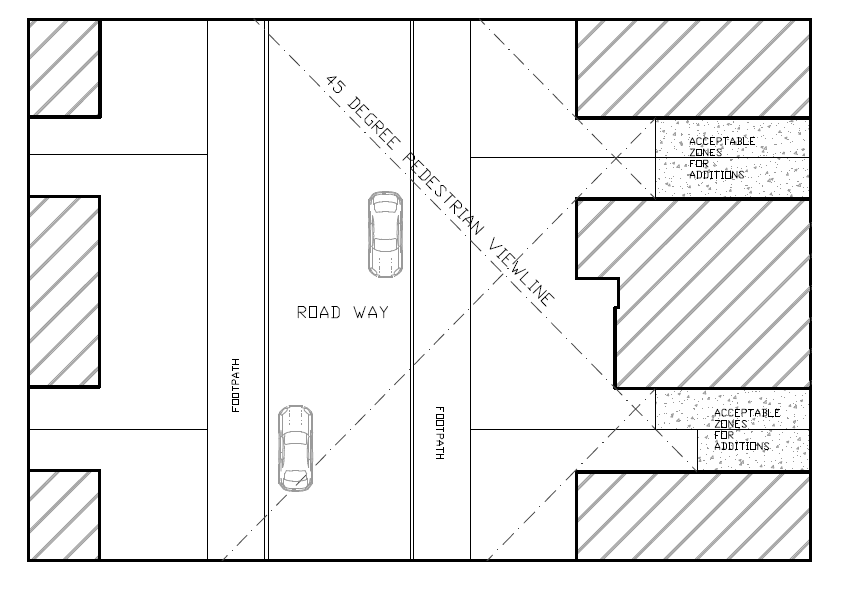 45 DEGREE PEDESTRIAN VIEWLINE
ACCEPTABLE
ZONES
FOR
ADDITIONS
ROAD WAY
FOOTPATH
FOOTPATH
ACCEPTABLE
ZONES
FOR
ADDITIONS